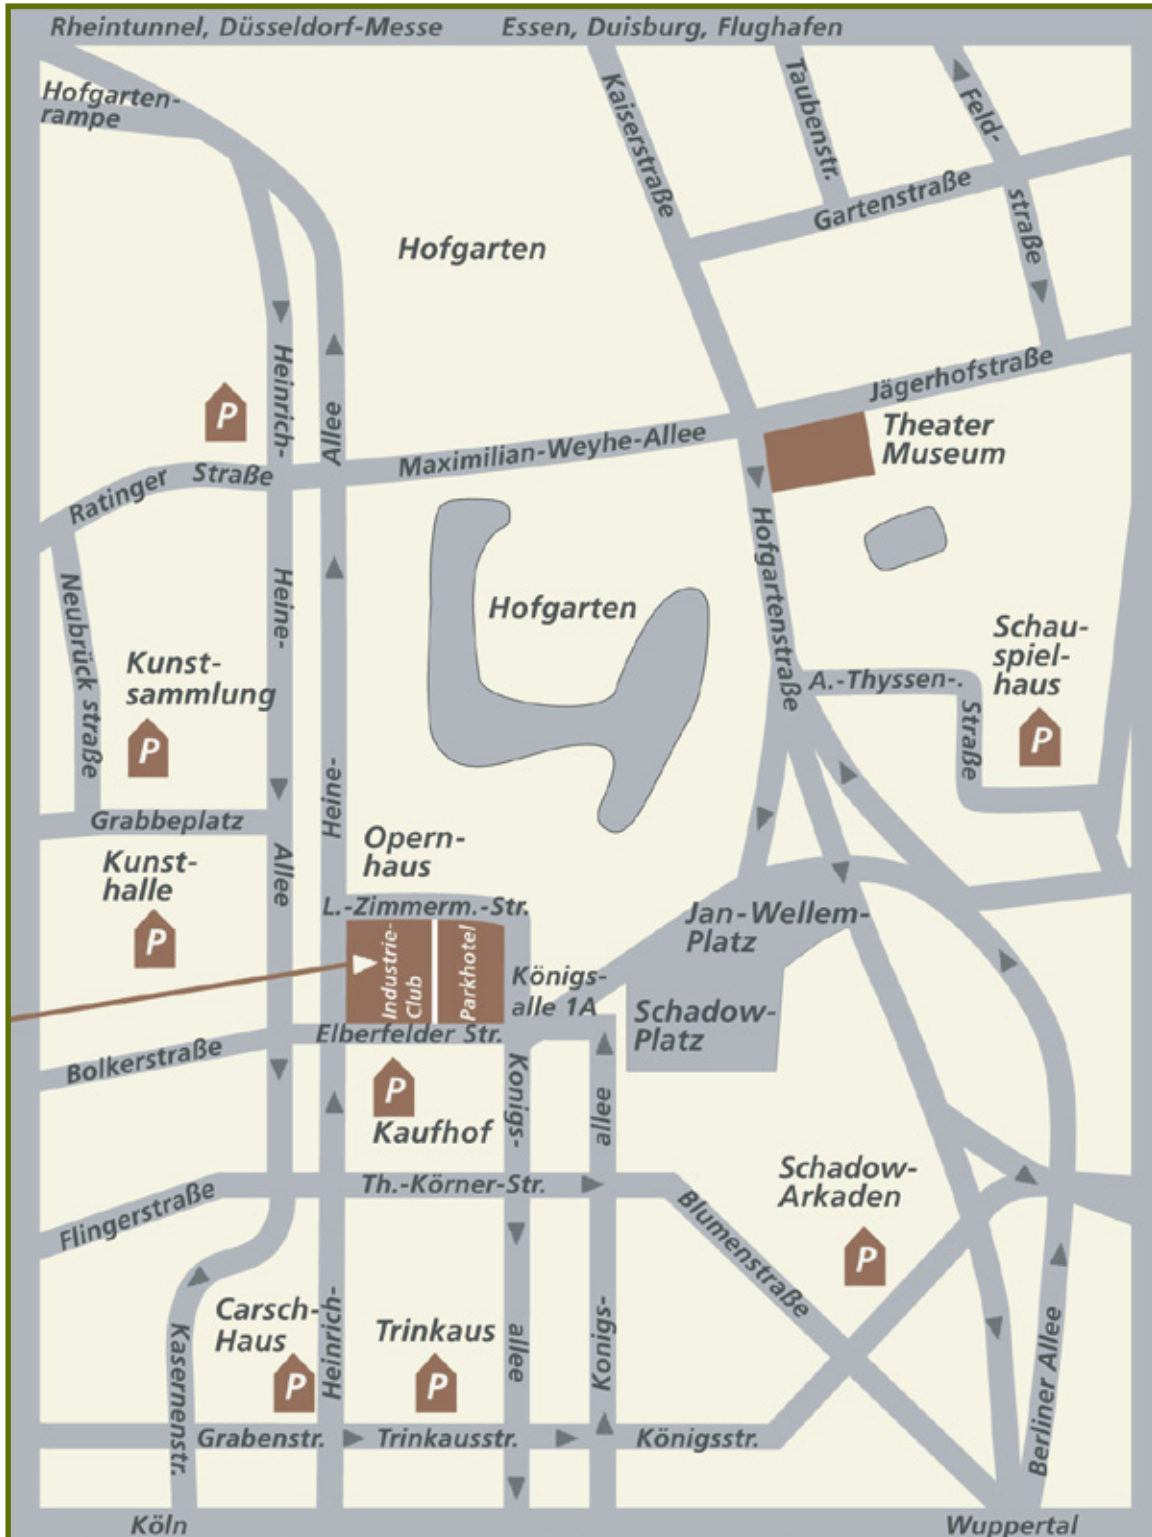 Rheintunnel, Düsseldorf-Messe
Essen, Duisburg, Flughafen
Hofgarten-
rampe
Kaiserstraße
Taubenstr.
Feld-
straße
Gartenstraße
Hofgarten
Heinrich-
Allee
P
Jägerhofstraße
Maximilian-Weyhe-Allee
Theater
Museum
Ratinger Straße
Hofgartenstraße
Neubrück straße
Heine-
Hofgarten
Kunst-
sammlung
P
Schau-
spiel-
haus
P
A.-Thyssen-.
Straße
Heine-
Grabbeplatz
Allee
Opern-
haus
Kunst-
halle
P
L.-Zimmerm.-Str.
Industrie-
Club
Parkhotel
Jan-Wellem-
Platz
Königs-
alle 1A
Schadow-
Platz
Elberfelder Str.
Bolkerstraße
P
Kaufhof
Konigs-
allee
Th.-Körner-Str.
Schadow-
Arkaden
P
Flingerstraße
Blumenstraße
Carsch-
Haus
P
Heinrich-
Trinkaus
P
allee
Konigs-
Kasernenstr.
Berliner Allee
Grabenstr.
Trinkausstr.
Königsstr.
Köln
Wuppertal